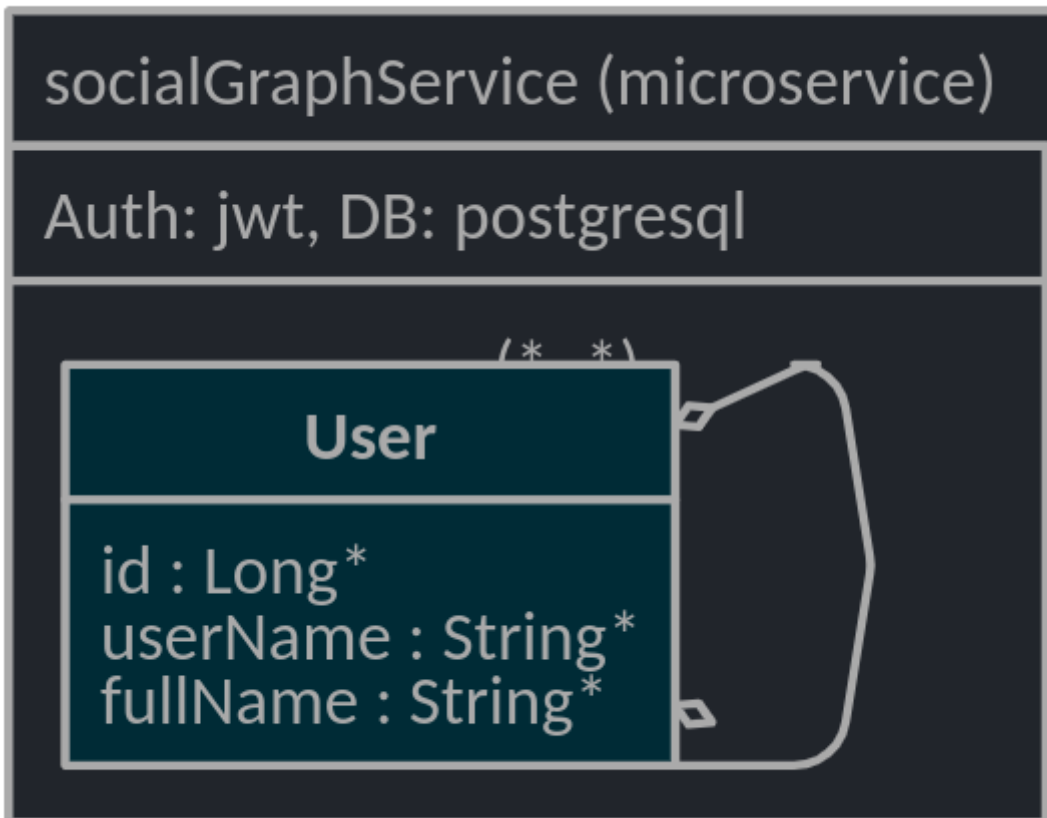 socialGraphService (microservice)
Auth: jwt, DB: postgresql
(* *)
User
id : Long*
userName : String*
fullName : String*